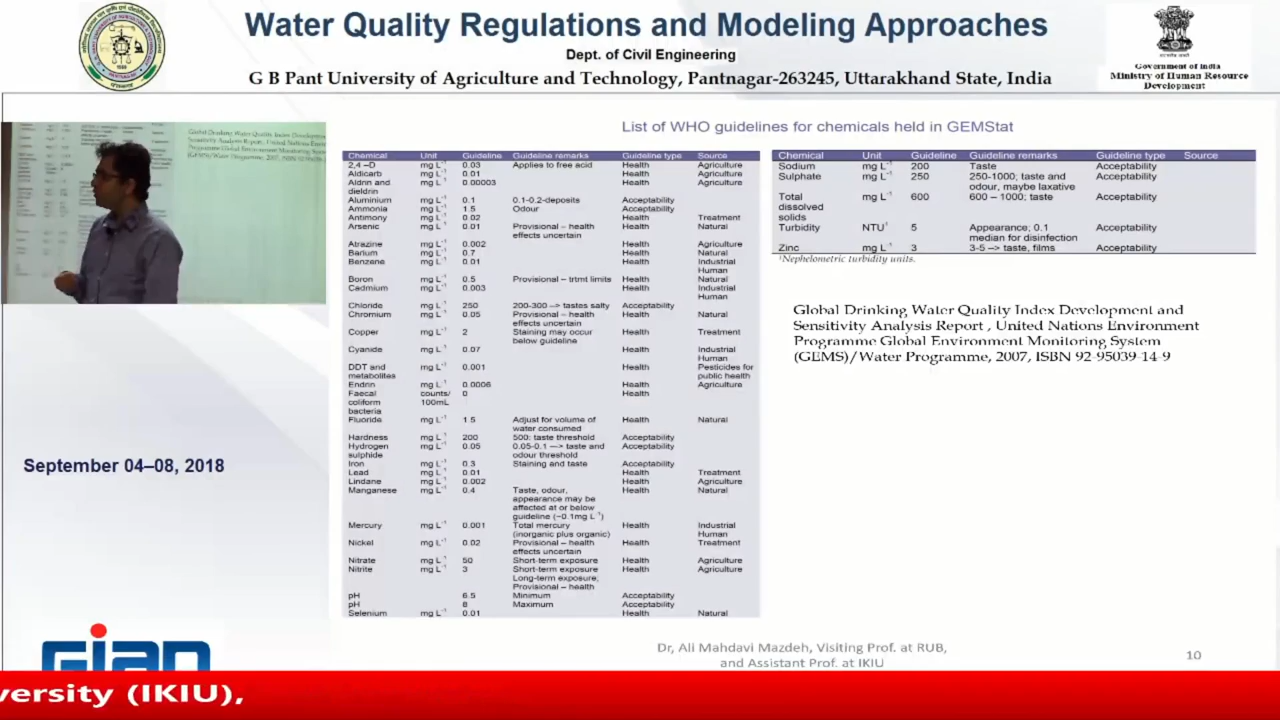 Water Quality Regulations and Modeling Approaches
Dept. of Civil Engineering
G B Pant University of Agriculture and Technology, Pantnagar-263245, Uttarakhand State, India
Government of India
Ministry of Human Resource
Development
List of WHO guidelines for chemicals held in GEMStat
Chemical Unit Guideline Guideline remarks Guideline type Source
2,4 –D mg L⁻¹ 0.03 Applies to free acid Health Agriculture
Aldicarb mg L⁻¹ 0.01 Health Agriculture
Aldrin and mg L⁻¹ 0.00003 Health Agriculture
dieldrin
Aluminium mg L⁻¹ 0.1 0.1-0.2-deposits Acceptability
Ammonia mg L⁻¹ 1.5 Odour Acceptability
Antimony mg L⁻¹ 0.02 Health Treatment
Arsenic mg L⁻¹ 0.01 Provisional – health Health Natural
effects uncertain
Atrazine mg L⁻¹ 0.002 Health Agriculture
Barium mg L⁻¹ 0.7 Health Natural
Benzene mg L⁻¹ 0.01 Health Industrial
Human
Boron mg L⁻¹ 0.5 Provisional – trtmt limits Health Natural
Cadmium mg L⁻¹ 0.003 Health Industrial
Human
Chloride mg L⁻¹ 250 200-300 –> tastes salty Acceptability
Chromium mg L⁻¹ 0.05 Provisional – health Health Natural
effects uncertain
Copper mg L⁻¹ 2 Staining may occur Health Treatment
below guideline
Cyanide mg L⁻¹ 0.07 Health Industrial
Human
DDT and mg L⁻¹ 0.001 Health Pesticides for
metabolites public health
Endrin mg L⁻¹ 0.0006 Health Agriculture
Faecal counts/ 0 Health
coliform 100mL
bacteria
Fluoride mg L⁻¹ 1.5 Adjust for volume of Health Natural
water consumed
Hardness mg L⁻¹ 200 500: taste threshold Acceptability
Hydrogen mg L⁻¹ 0.05 0.05-0.1 —> taste and Acceptability
sulphide odour threshold
Iron mg L⁻¹ 0.3 Staining and taste Acceptability
Lead mg L⁻¹ 0.01 Health Treatment
Lindane mg L⁻¹ 0.002 Health Agriculture
Manganese mg L⁻¹ 0.4 Taste, odour, Health Natural
appearance may be
affected at or below
guideline (~0.1mg L⁻¹)
Mercury mg L⁻¹ 0.001 Total mercury Health Industrial
(inorganic plus organic) Human
Nickel mg L⁻¹ 0.02 Provisional – health Health Treatment
effects uncertain
Nitrate mg L⁻¹ 50 Short-term exposure Health Agriculture
Nitrite mg L⁻¹ 3 Short-term exposure Health Agriculture
Long-term exposure;
Provisional – health
pH 6.5 Minimum Acceptability
pH 8 Maximum Acceptability
Selenium mg L⁻¹ 0.01 Health Natural
Chemical Unit Guideline Guideline remarks Guideline type Source
Sodium mg L⁻¹ 200 Taste Acceptability
Sulphate mg L⁻¹ 250 250-1000; taste and Acceptability
odour, maybe laxative
Total mg L⁻¹ 600 600 – 1000; taste Acceptability
dissolved
solids
Turbidity NTU¹ 5 Appearance; 0.1 Acceptability
median for disinfection
Zinc mg L⁻¹ 3 3-5 –> taste, films Acceptability
¹Nephelometric turbidity units.
Global Drinking Water Quality Index Development and
Sensitivity Analysis Report , United Nations Environment
Programme Global Environment Monitoring System
(GEMS)/Water Programme, 2007, ISBN 92-95039-14-9
September 04–08, 2018
GIAN
Dr, Ali Mahdavi Mazdeh, Visiting Prof. at RUB,
and Assistant Prof. at IKIU
10
versity (IKIU),